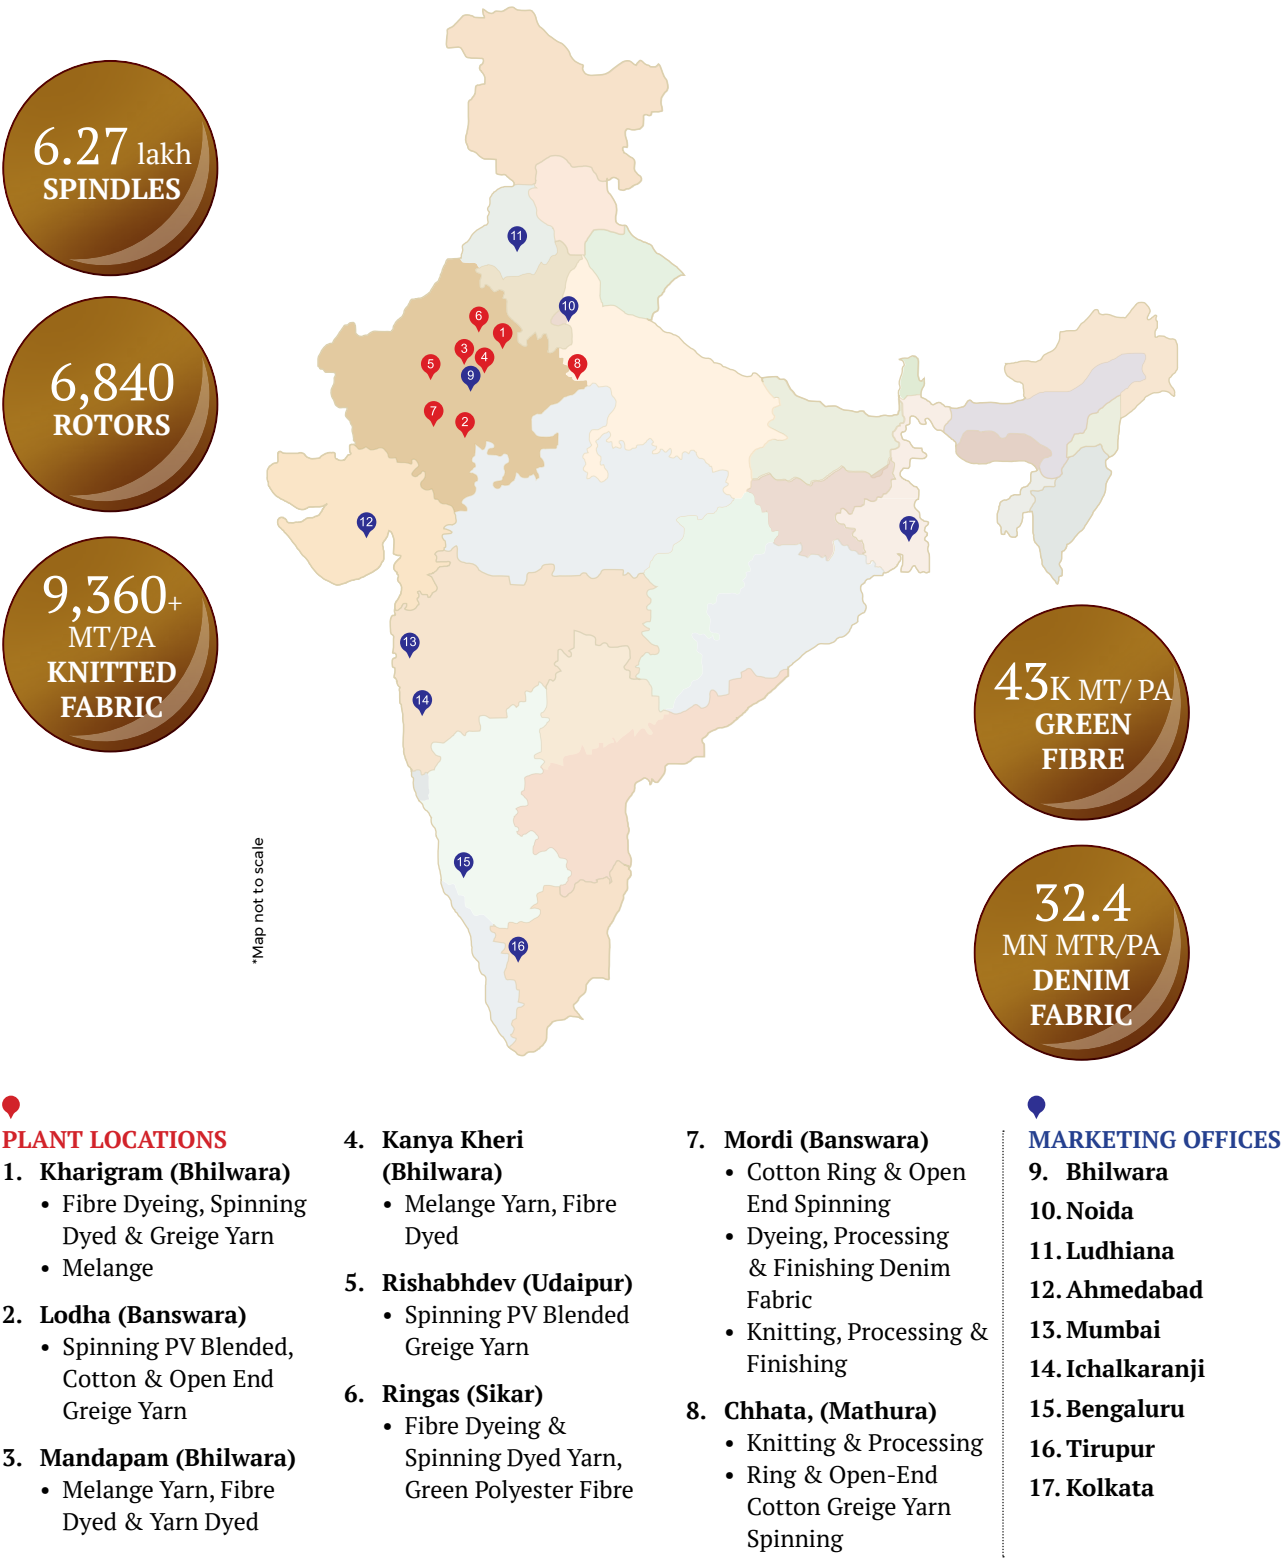 6.27 lakh
SPINDLES
6,840
ROTORS
9,360+
MT/PA
KNITTED
FABRIC
43K MT/ PA
GREEN
FIBRE
32.4
MN MTR/PA
DENIM
FABRIC
11
10
6
1
3
4
5
9
8
7
2
12
17
13
14
15
16
*Map not to scale
PLANT LOCATIONS
1. Kharigram (Bhilwara)
• Fibre Dyeing, Spinning
Dyed & Greige Yarn
• Melange
2. Lodha (Banswara)
• Spinning PV Blended,
Cotton & Open End
Greige Yarn
3. Mandapam (Bhilwara)
• Melange Yarn, Fibre
Dyed & Yarn Dyed
4. Kanya Kheri
(Bhilwara)
• Melange Yarn, Fibre
Dyed
5. Rishabhdev (Udaipur)
• Spinning PV Blended
Greige Yarn
6. Ringas (Sikar)
• Fibre Dyeing &
Spinning Dyed Yarn,
Green Polyester Fibre
7. Mordi (Banswara)
• Cotton Ring & Open
End Spinning
• Dyeing, Processing
& Finishing Denim
Fabric
• Knitting, Processing &
Finishing
8. Chhata, (Mathura)
• Knitting & Processing
• Ring & Open-End
Cotton Greige Yarn
Spinning
MARKETING OFFICES
9. Bhilwara
10. Noida
11. Ludhiana
12. Ahmedabad
13. Mumbai
14. Ichalkaranji
15. Bengaluru
16. Tirupur
17. Kolkata